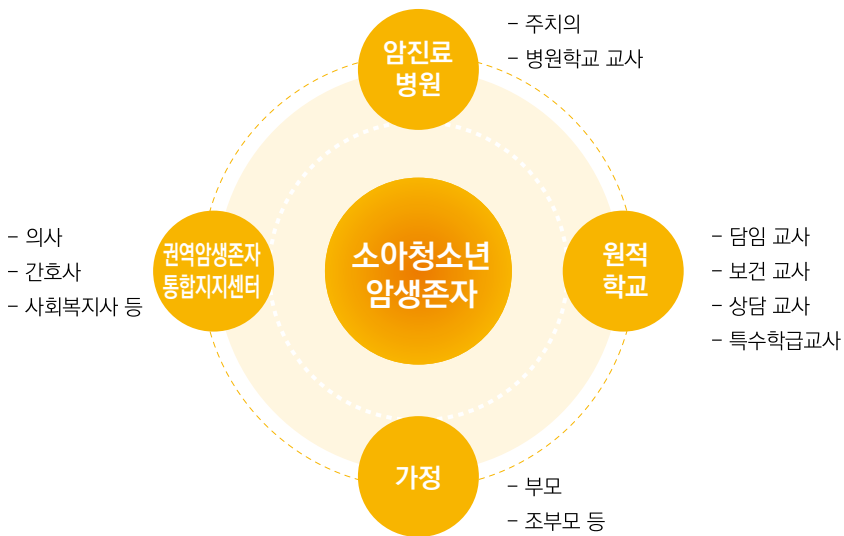 암진료
병원
– 주치의
– 병원학교 교사
권역암생존자
통합지지센터
– 의사
– 간호사
– 사회복지사 등
소아청소년
암생존자
원적
학교
– 담임 교사
– 보건 교사
– 상담 교사
– 특수학급교사
가정
– 부모
– 조부모 등